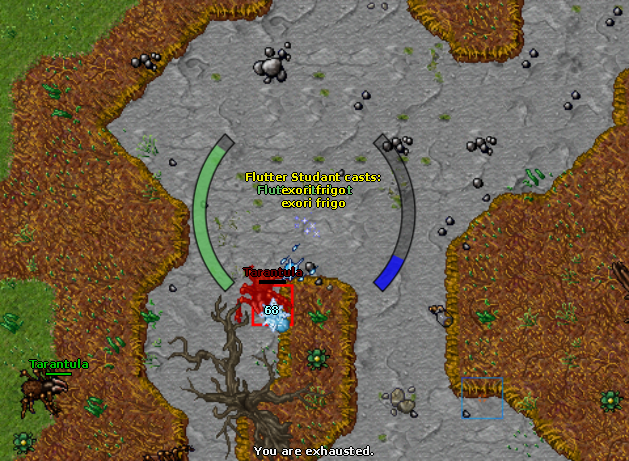 Flutter Studant casts:
exori frigo
exori frigo
Tarantula
68
Tarantula
You are exhausted.